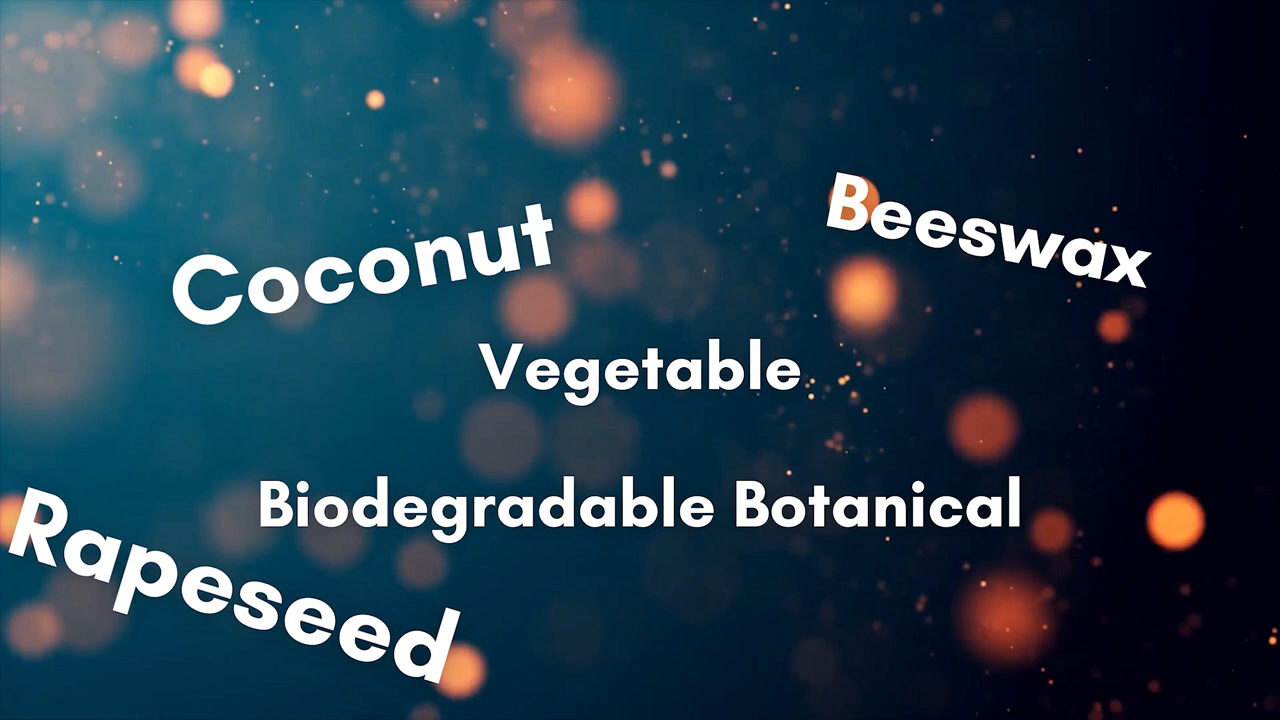 Coconut
Beeswax
Vegetable
Biodegradable Botanical
Rapeseed